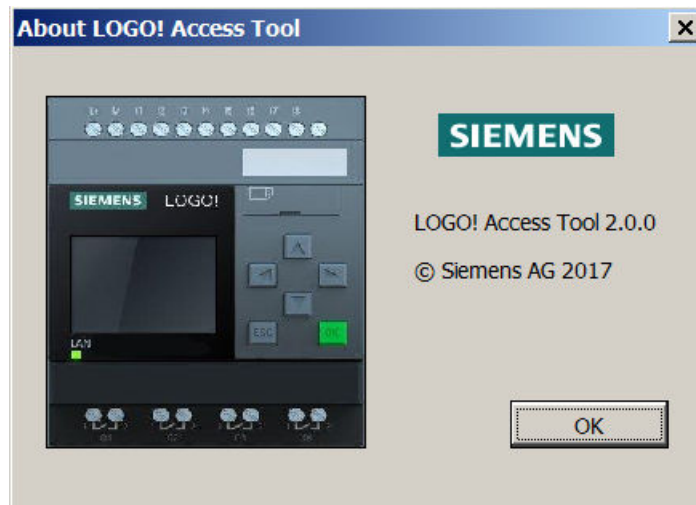 About LOGO! Access Tool
SIEMENS
SIEMENS LOGO!
LOGO! Access Tool 2.0.0
© Siemens AG 2017
ESC
OK
LAN
OK